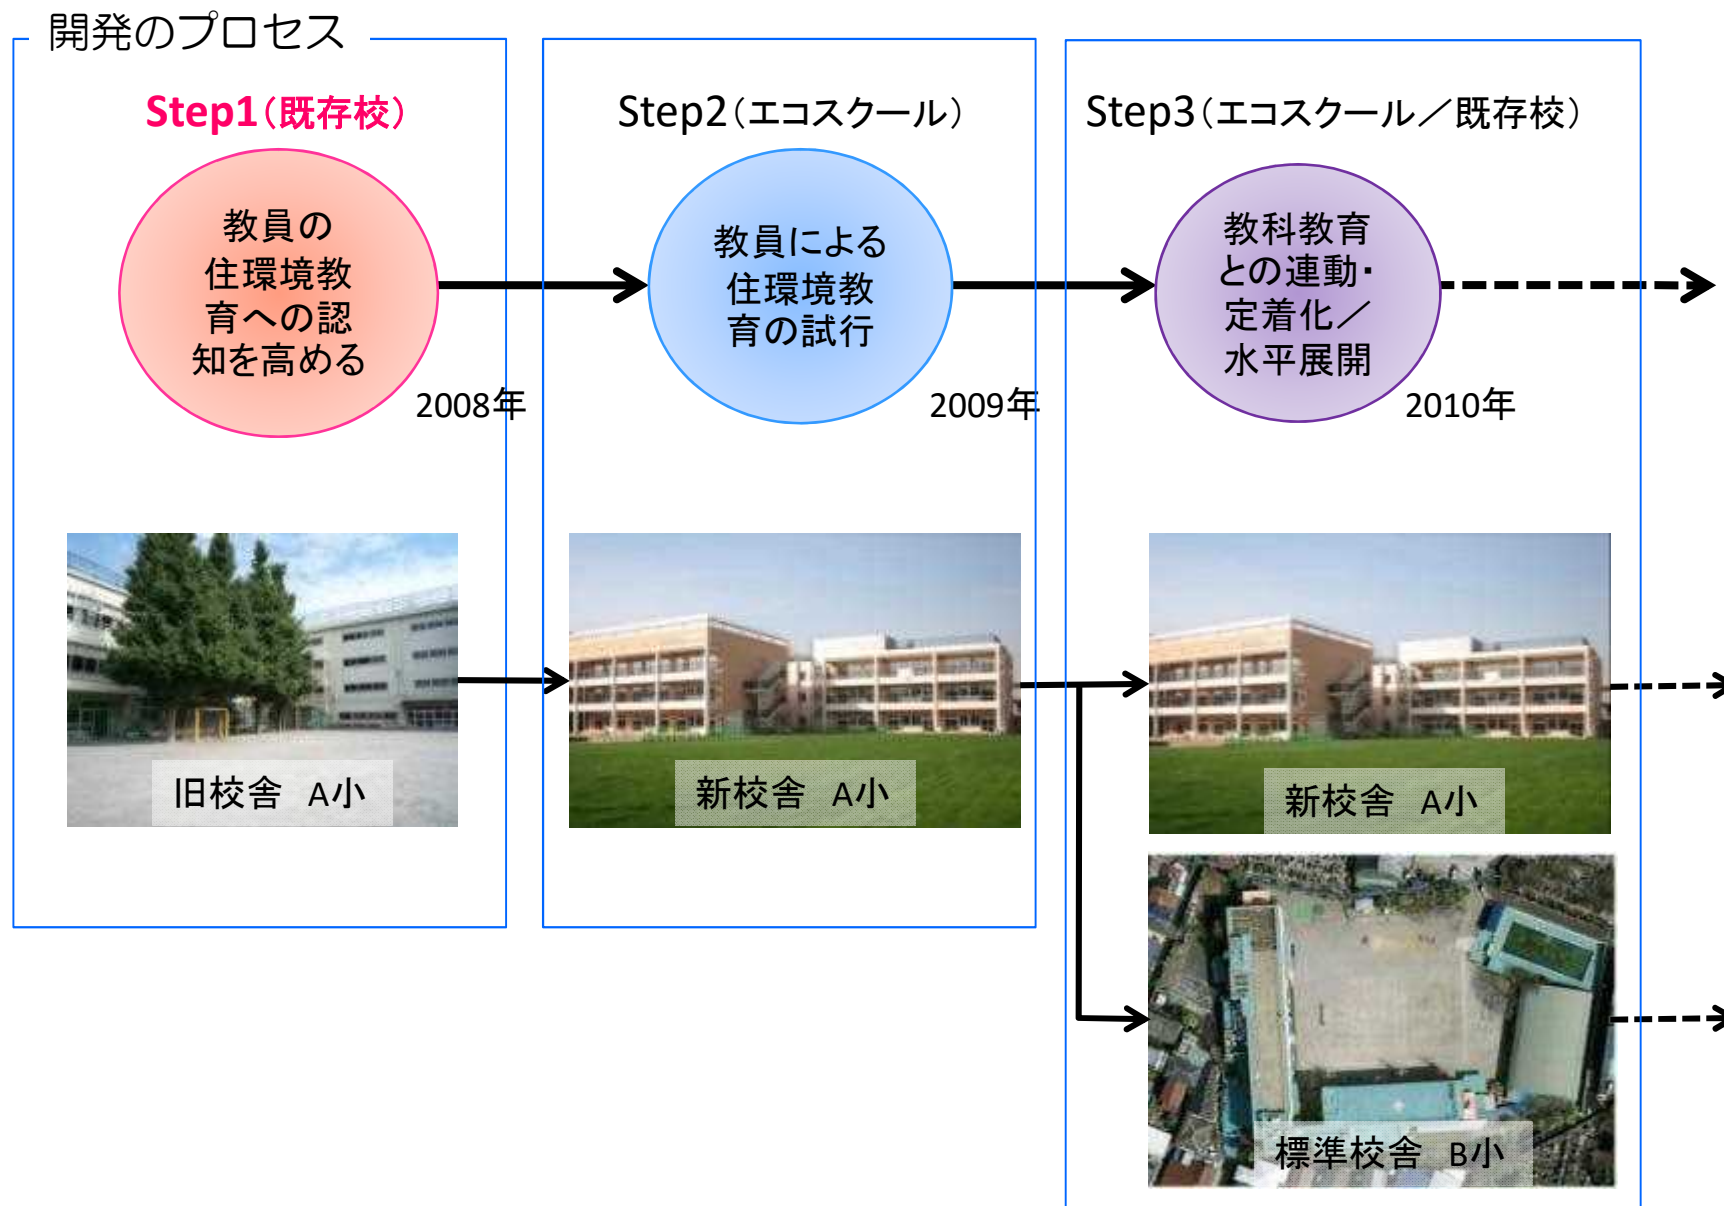 開発のプロセス
Step1（既存校）
教員の
住環境教
育への認
知を高める
2008年
旧校舎　A小
Step2（エコスクール）
教員による
住環境教
育の試行
2009年
新校舎　A小
Step3（エコスクール／既存校）
教科教育
との連動・
定着化／
水平展開
2010年
新校舎　A小
標準校舎　B小